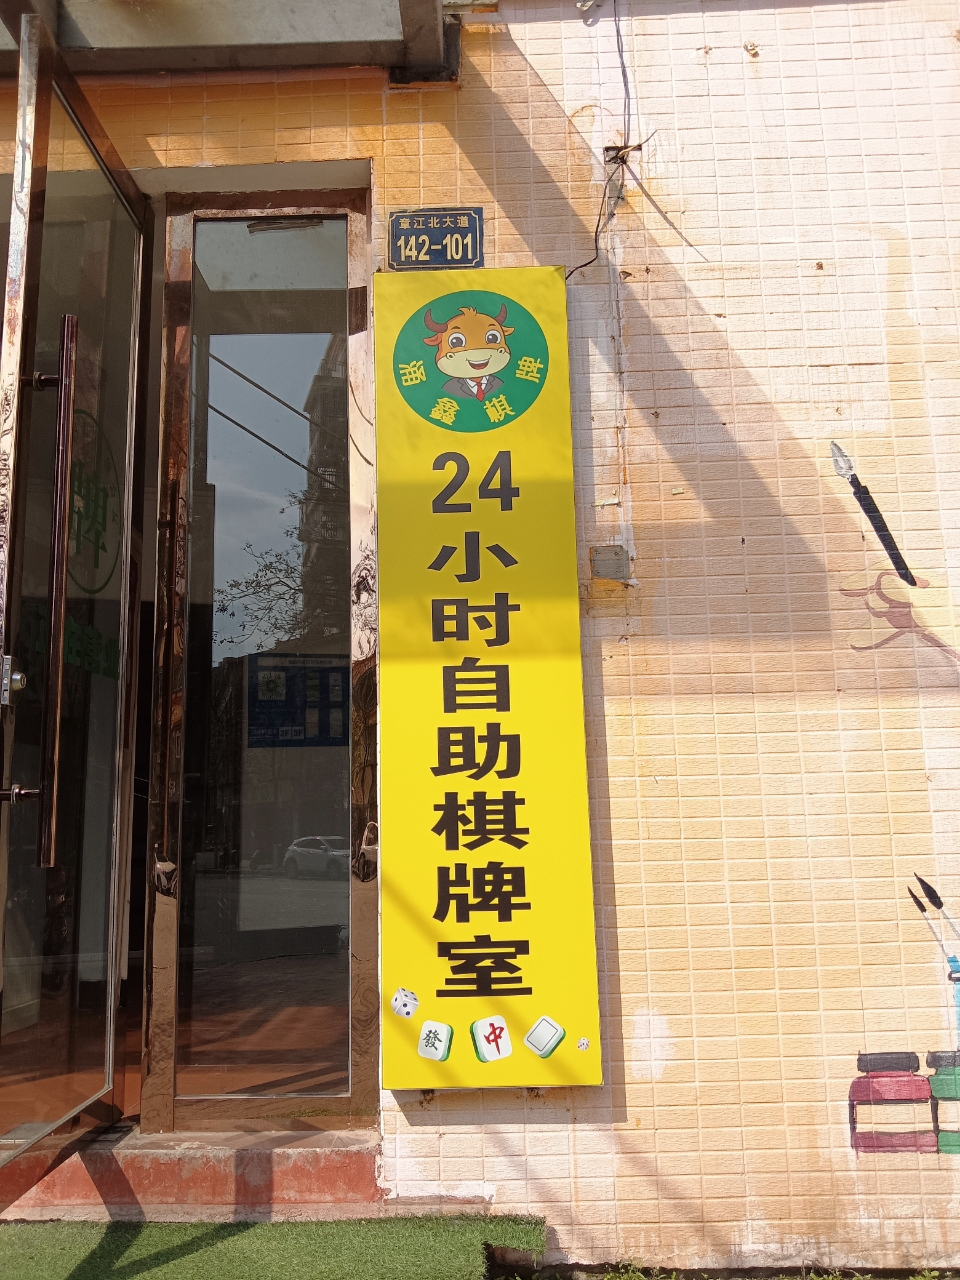 章江北大道
142-101
鑫棋牌
24
小
时
自
助
棋
牌
室
發
中